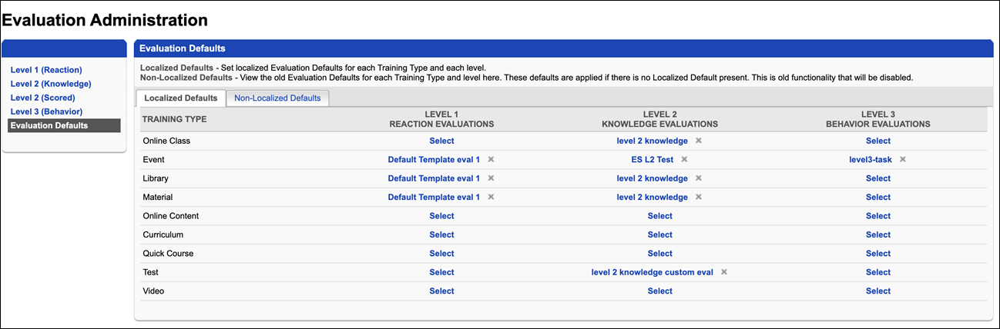 Evaluation Administration
Level 1 (Reaction)
Level 2 (Knowledge)
Level 2 (Scored)
Level 3 (Behavior)
Evaluation Defaults
Evaluation Defaults
Localized Defaults - Set localized Evaluation Defaults for each Training Type and each level.
Non-Localized Defaults - View the old Evaluation Defaults for each Training Type and level here. These defaults are applied if there is no Localized Default present. This is old functionality that will be disabled.
Localized Defaults Non-Localized Defaults
TRAINING TYPE LEVEL 1 REACTION EVALUATIONS LEVEL 2 KNOWLEDGE EVALUATIONS LEVEL 3 BEHAVIOR EVALUATIONS
Online Class Select level 2 knowledge Select
Event Default Template eval 1 ES L2 Test level3-task
Library Default Template eval 1 level 2 knowledge Select
Material Default Template eval 1 level 2 knowledge Select
Online Content Select Select Select
Curriculum Select Select Select
Quick Course Select Select Select
Test Select level 2 knowledge custom eval Select
Video Select Select Select